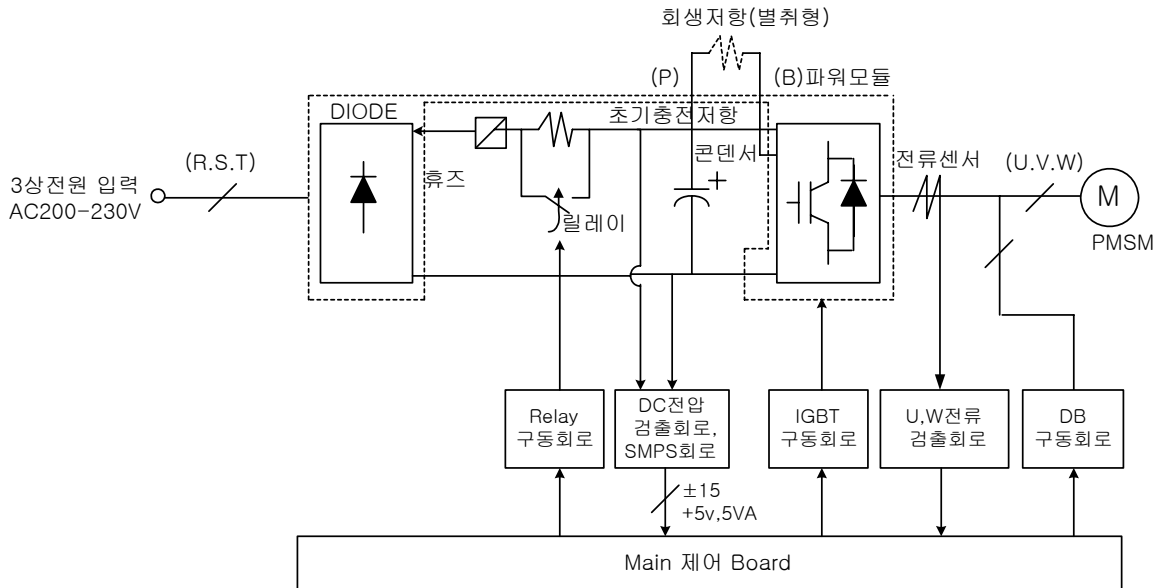 회생저항(별취형)
(P)
(B)파워모듈
DIODE
초기충전저항
(R.S.T)
콘덴서
+
전류센서
(U.V.W)
휴즈
3상전원 입력
AC200-230V
릴레이
M
PMSM
Relay
구동회로
DC전압
검출회로,
SMPS회로
IGBT
구동회로
U,W전류
검출회로
DB
구동회로
±15
+5v,5VA
Main 제어 Board